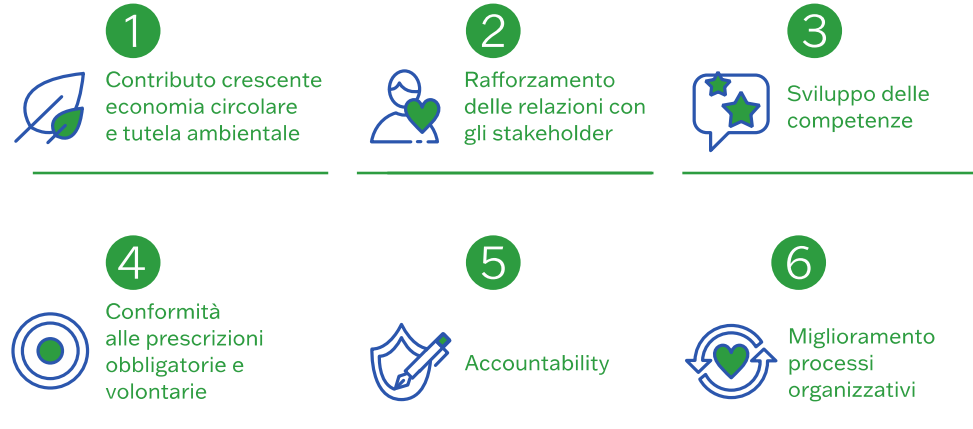 1
Contributo crescente
economia circolare
e tutela ambientale
2
Rafforzamento
delle relazioni con
gli stakeholder
3
Sviluppo delle
competenze
4
Conformità
alle prescrizioni
obbligatorie e
volontarie
5
Accountability
6
Miglioramento
processi
organizzativi